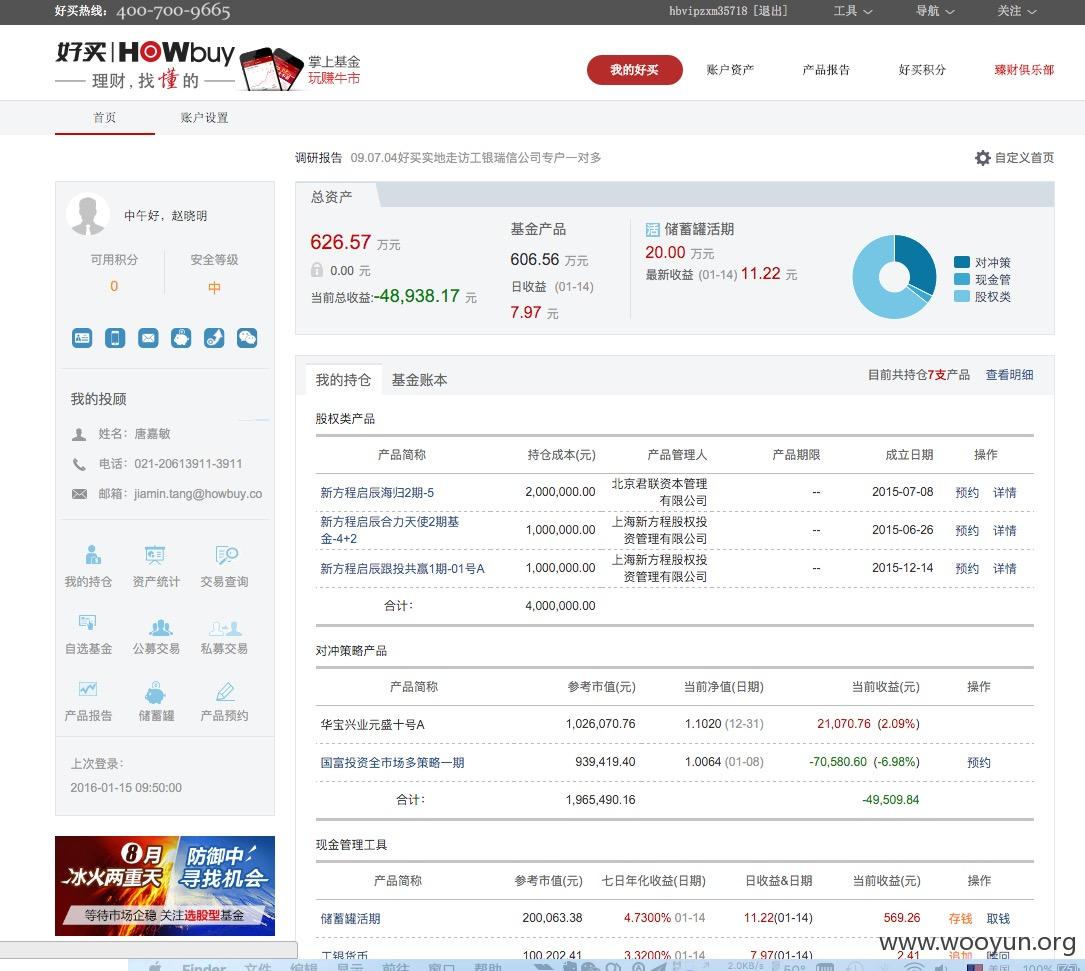 好买热线：400-700-9665 hbvipzxm35718 [退出] 工具 导航 关注
好买 HOWbuy
理财,找懂的
掌上基金
玩赚牛市
我的好买 账户资产 产品报告 好买积分 臻财俱乐部
首页 账户设置
调研报告 09.07.04好买实地走访工银瑞信公司专户一对多 自定义首页
中午好，赵晓明
可用积分 安全等级
0 中
我的投顾
姓名：唐嘉敏
电话：021-20613911-3911
邮箱：jiamin.tang@howbuy.co
我的持仓 资产统计 交易查询
自选基金 公募交易 私募交易
产品报告 储蓄罐 产品预约
上次登录：
2016-01-15 09:50:00
8月
冰火两重天
防御中
寻找机会
等待市场企稳 关注选股型基金
总资产
626.57 万元
0.00 元
当前总收益:-48,938.17 元
基金产品
606.56 万元
日收益 (01-14)
7.97 元
活 储蓄罐活期
20.00 万元
最新收益 (01-14) 11.22 元
对冲策
现金管
股权类
我的持仓 基金账本 目前共持仓7支产品 查看明细
股权类产品
产品简称 持仓成本(元) 产品管理人 产品期限 成立日期 操作
新方程启辰海归2期-5 2,000,000.00 北京君联资本管理有限公司 -- 2015-07-08 预约 详情
新方程启辰合力天使2期基金-4+2 1,000,000.00 上海新方程股权投资管理有限公司 -- 2015-06-26 预约 详情
新方程启辰跟投共赢1期-01号A 1,000,000.00 上海新方程股权投资管理有限公司 -- 2015-12-14 预约 详情
合计： 4,000,000.00
对冲策略产品
产品简称 参考市值(元) 当前净值(日期) 当前收益(元) 操作
华宝兴业元盛十号A 1,026,070.76 1.1020 (12-31) 21,070.76 (2.09%)
国富投资全市场多策略一期 939,419.40 1.0064 (01-08) -70,580.60 (-6.98%) 预约
合计： 1,965,490.16 -49,509.84
现金管理工具
产品简称 参考市值(元) 七日年化收益(日期) 日收益&日期 当前收益(元) 操作
储蓄罐活期 200,063.38 4.7300% 01-14 11.22(01-14) 569.26 存钱 取钱
工银货币 100,202.41 3.3200% 01-14 7.97(01-14) 2.41 追加 赎回
www.wooyun.org
Finder 文件 编辑 显示 前往 窗口 帮助 2.0KB/s 50° 美国 100%